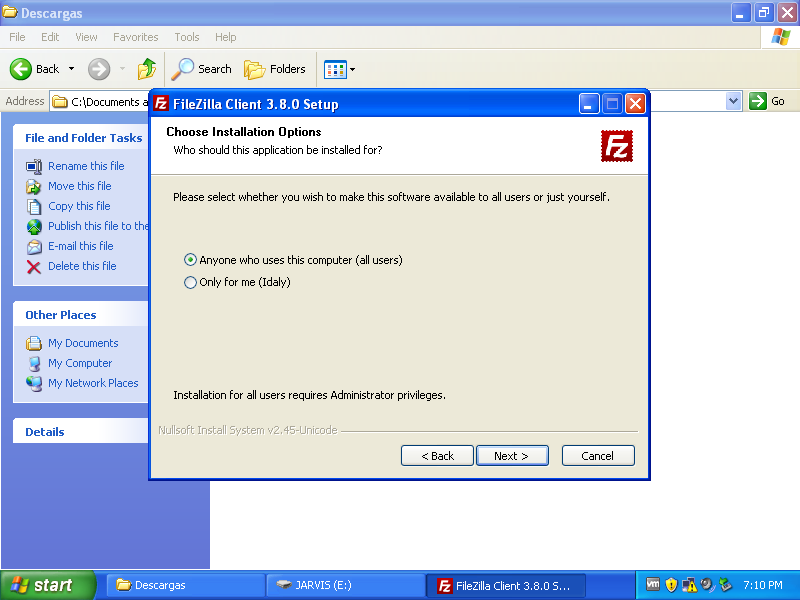 Descargas
File Edit View Favorites Tools Help
Back Search Folders
Address C:\Documents a Go
FileZilla Client 3.8.0 Setup
Choose Installation Options
Who should this application be installed for?
Fz
Please select whether you wish to make this software available to all users or just yourself.
Anyone who uses this computer (all users)
Only for me (Idaly)
Installation for all users requires Administrator privileges.
Nullsoft Install System v2.45-Unicode
< Back Next > Cancel
File and Folder Tasks
Rename this file
Move this file
Copy this file
Publish this file to the
E-mail this file
Delete this file
Other Places
My Documents
My Computer
My Network Places
Details
start Descargas JARVIS (E:) FileZilla Client 3.8.0 S... 7:10 PM